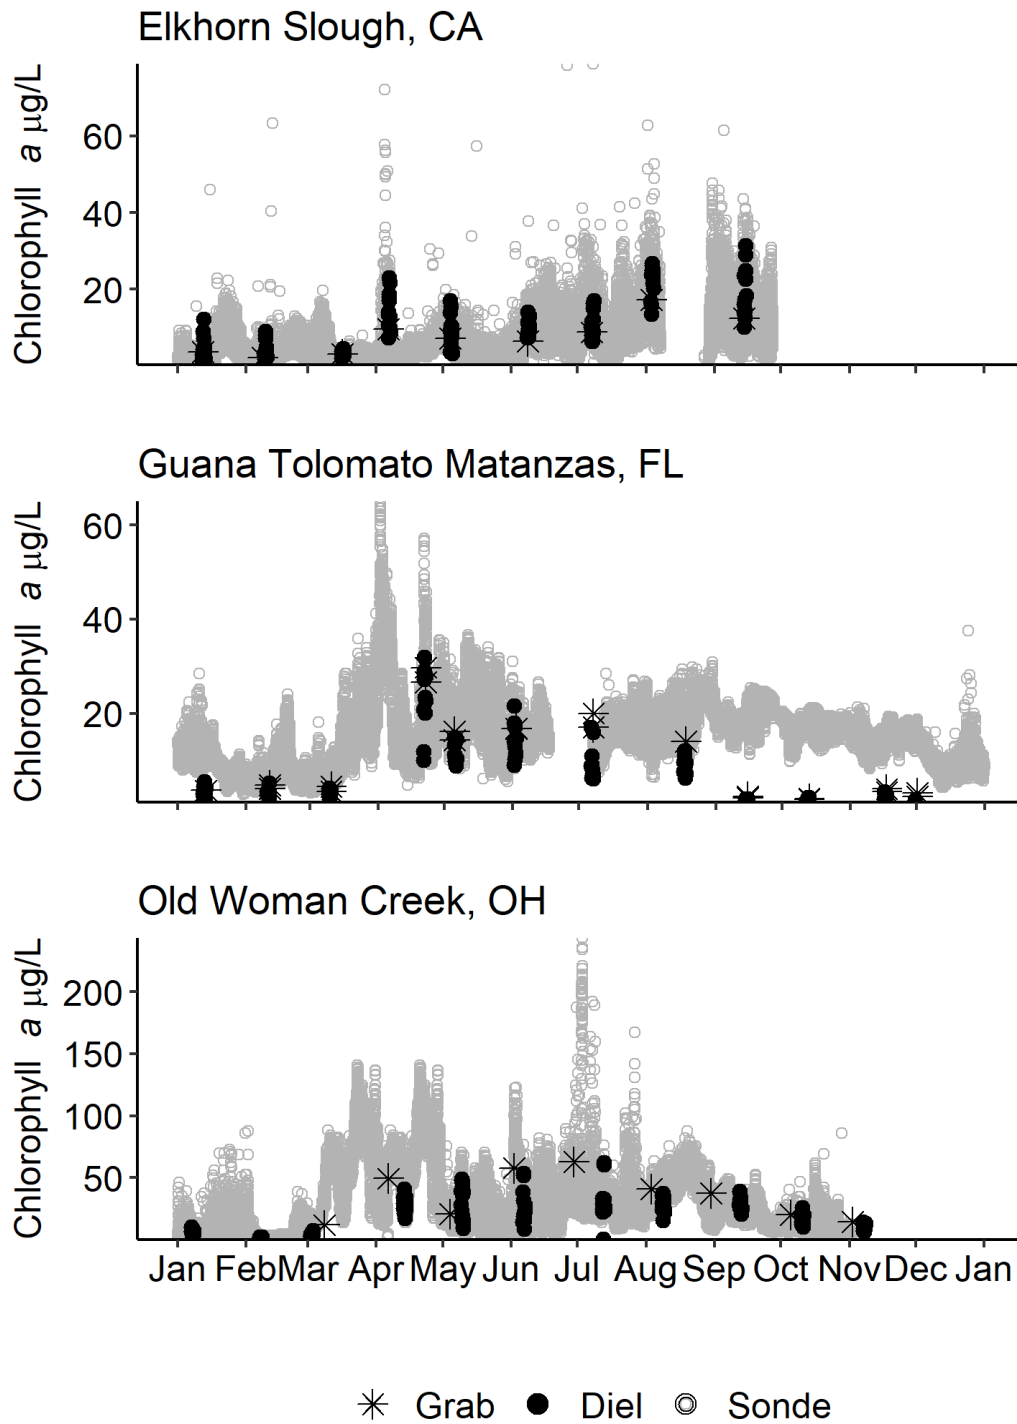 Elkhorn Slough, CA
Chlorophyll a µg/L
60
40
20
Guana Tolomato Matanzas, FL
Chlorophyll a µg/L
60
40
20
Old Woman Creek, OH
Chlorophyll a µg/L
200
150
100
50
Jan Feb Mar Apr May Jun Jul Aug Sep Oct Nov Dec Jan
Grab Diel Sonde